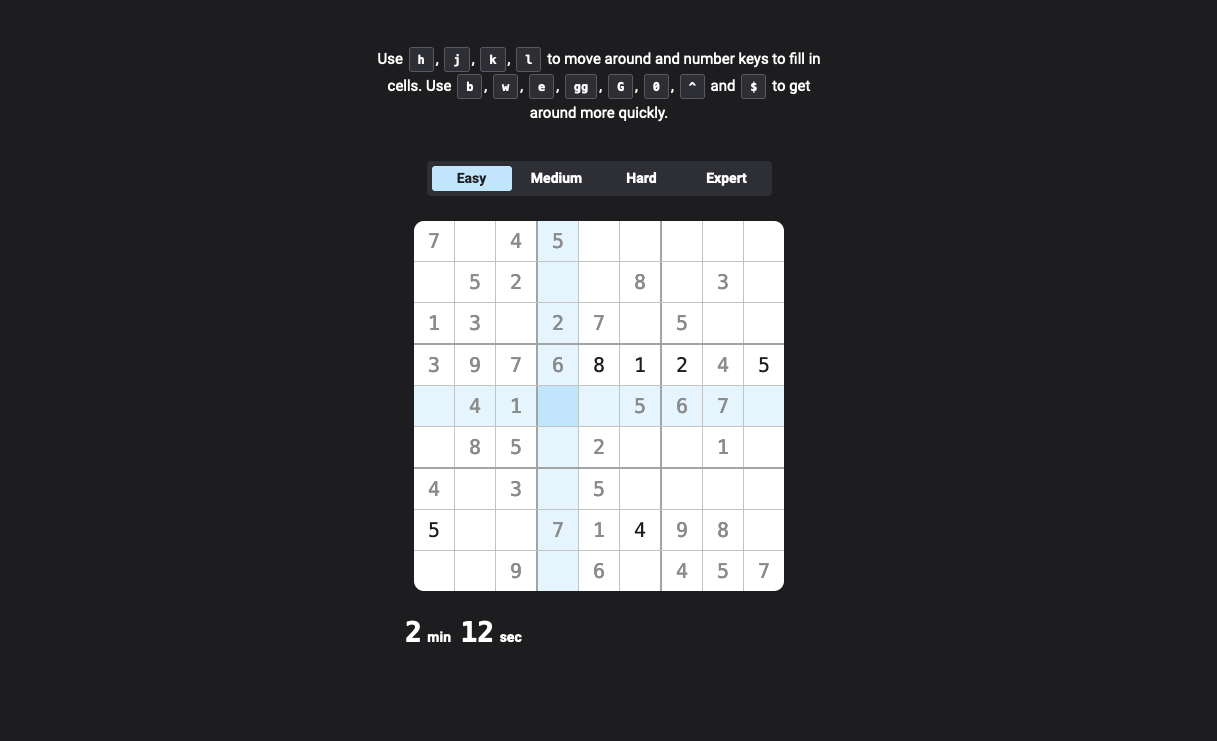 Use h, j, k, l to move around and number keys to fill in
cells. Use b, w, e, gg, G, 0, ^ and $ to get
around more quickly.
Easy Medium Hard Expert
7 4 5
5 2 8 3
1 3 2 7 5
3 9 7 6 8 1 2 4 5
4 1 5 6 7
8 5 2 1
4 3 5
5 7 1 4 9 8
9 6 4 5 7
2 min 12 sec